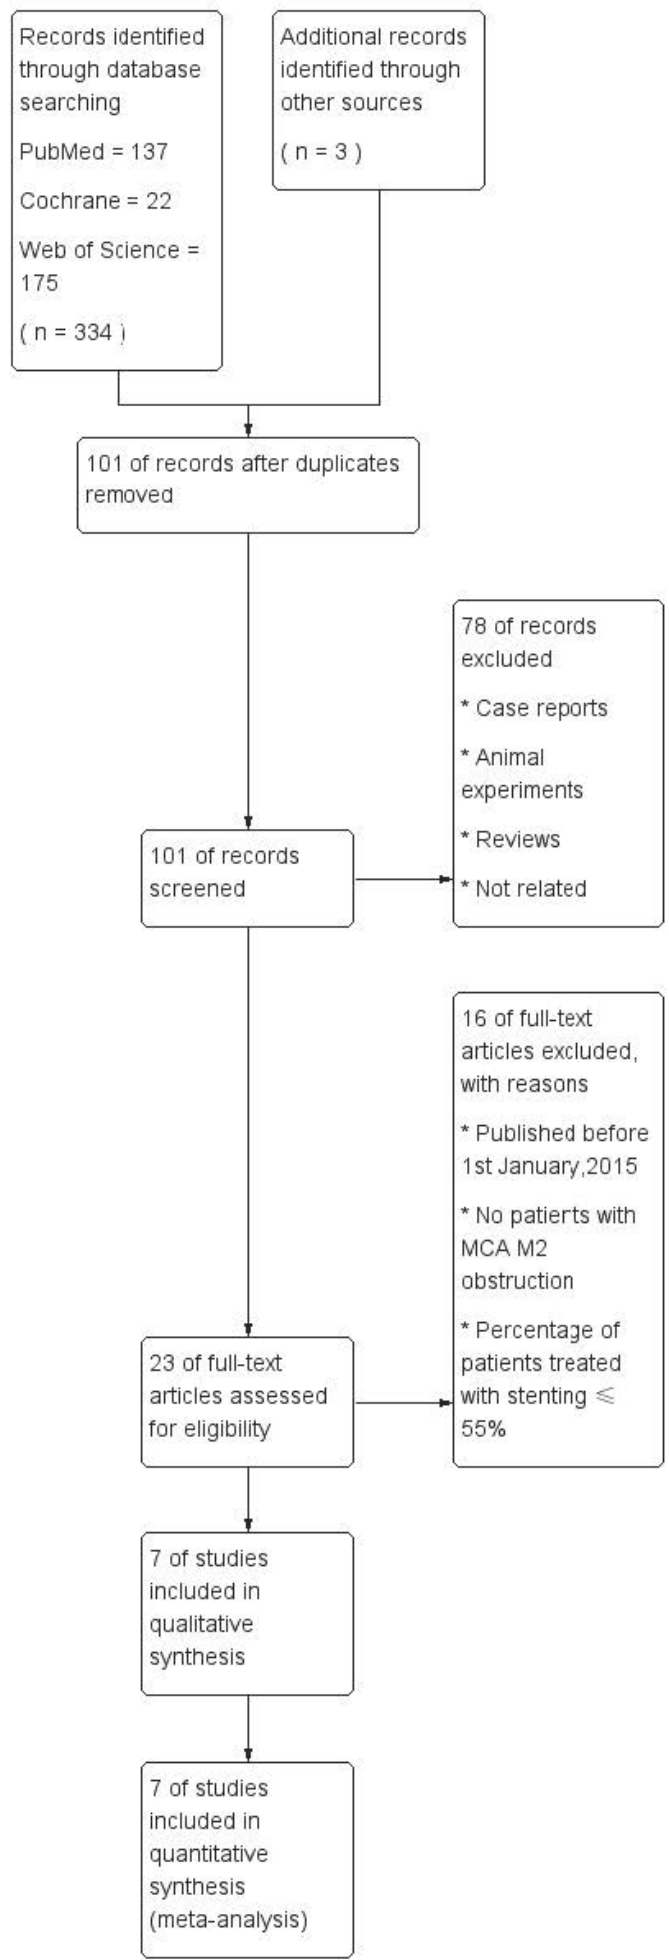 Records identified
through database
searching
PubMed = 137
Cochrane = 22
Web of Science =
175
( n = 334 )
Additional records
identified through
other sources
( n = 3 )
101 of records after duplicates
removed
78 of records
excluded
* Case reports
* Animal
experiments
* Reviews
* Not related
101 of records
screened
16 of full-text
articles excluded,
with reasons
* Published before
1st January,2015
* No patients with
MCA M2
obstruction
* Percentage of
patients treated
with stenting ≤
55%
23 of full-text
articles assessed
for eligibility
7 of studies
included in
qualitative
synthesis
7 of studies
included in
quantitative
synthesis
(meta-analysis)